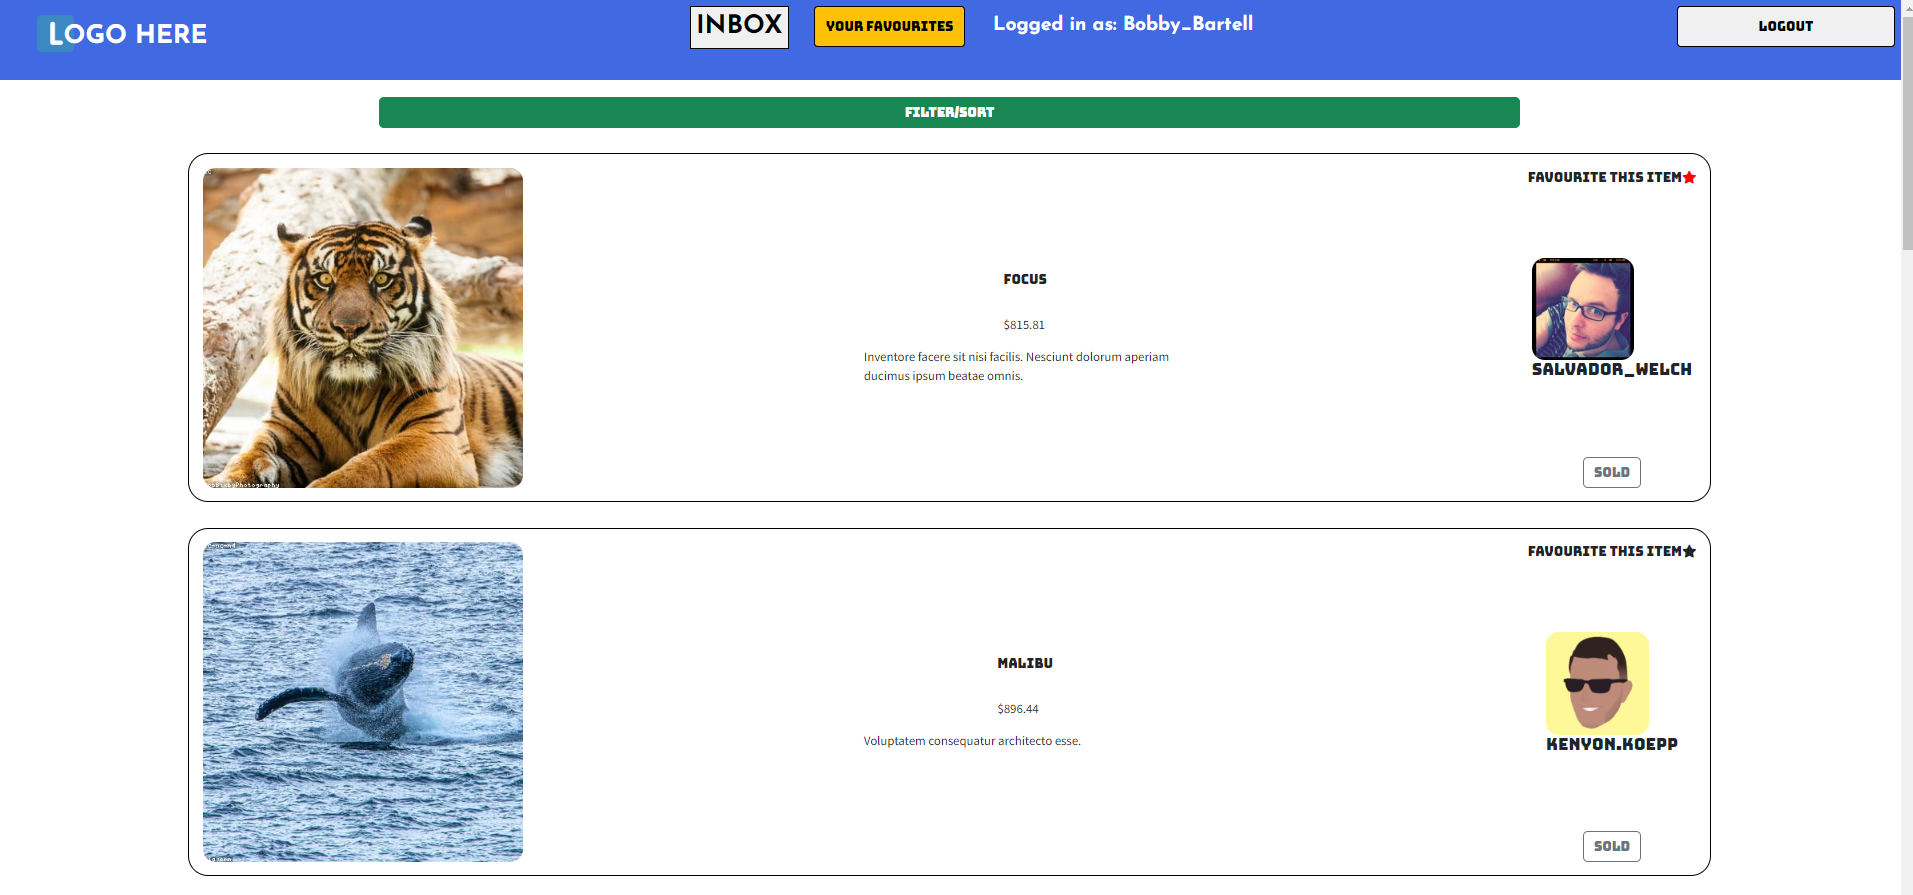 LOGO HERE
INBOX
YOUR FAVOURITES
Logged in as: Bobby_Bartell
LOGOUT
FILTER/SORT
FAVOURITE THIS ITEM
FOCUS
$815.81
Inventore facere sit nisi facilis. Nesciunt dolorum aperiam
ducimus ipsum beatae omnis.
SALVADOR_WELCH
SOLD
FAVOURITE THIS ITEM
MALIBU
$896.44
Voluptatem consequatur architecto esse.
KENYON.KOEPP
SOLD